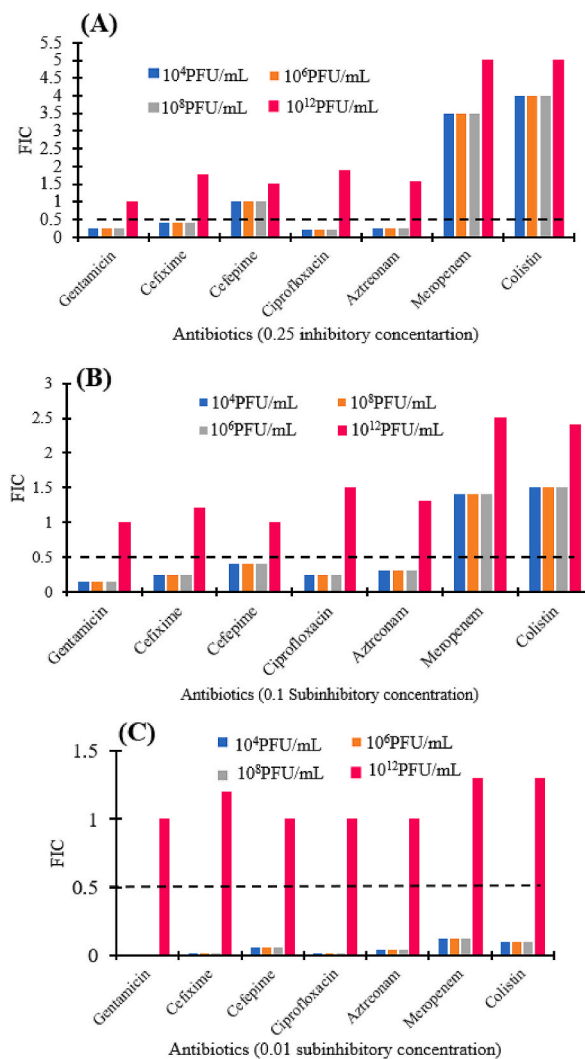 (A)
10⁴PFU/mL 10⁶PFU/mL
10⁸PFU/mL 10¹²PFU/mL
FIC
5.5
5
4.5
4
3.5
3
2.5
2
1.5
1
0.5
0
Gentamicin Cefixime Cefepime Ciprofloxacin Aztreonam Meropenem Colistin
Antibiotics (0.25 inhibitory concentartion)
(B)
10⁴PFU/mL 10⁸PFU/mL
10⁶PFU/mL 10¹²PFU/mL
FIC
3
2.5
2
1.5
1
0.5
0
Gentamicin Cefixime Cefepime Ciprofloxacin Aztreonam Meropenem Colistin
Antibiotics (0.1 Subinhibitory concentration)
(C)
10⁴PFU/mL 10⁶PFU/mL
10⁸PFU/mL 10¹²PFU/mL
FIC
1.5
1
0.5
0
Gentamicin Cefixime Cefepime Ciprofloxacin Aztreonam Meropenem Colistin
Antibiotics (0.01 subinhibitory concentration)